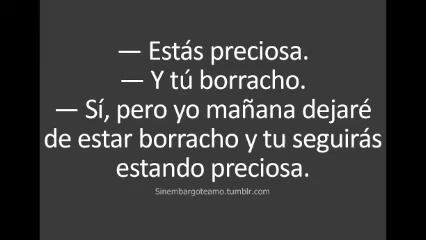 — Estás preciosa.
— Y tú borracho.
— Sí, pero yo mañana dejaré
de estar borracho y tu seguirás
estando preciosa.
Sinembargoteamo.tumblr.com